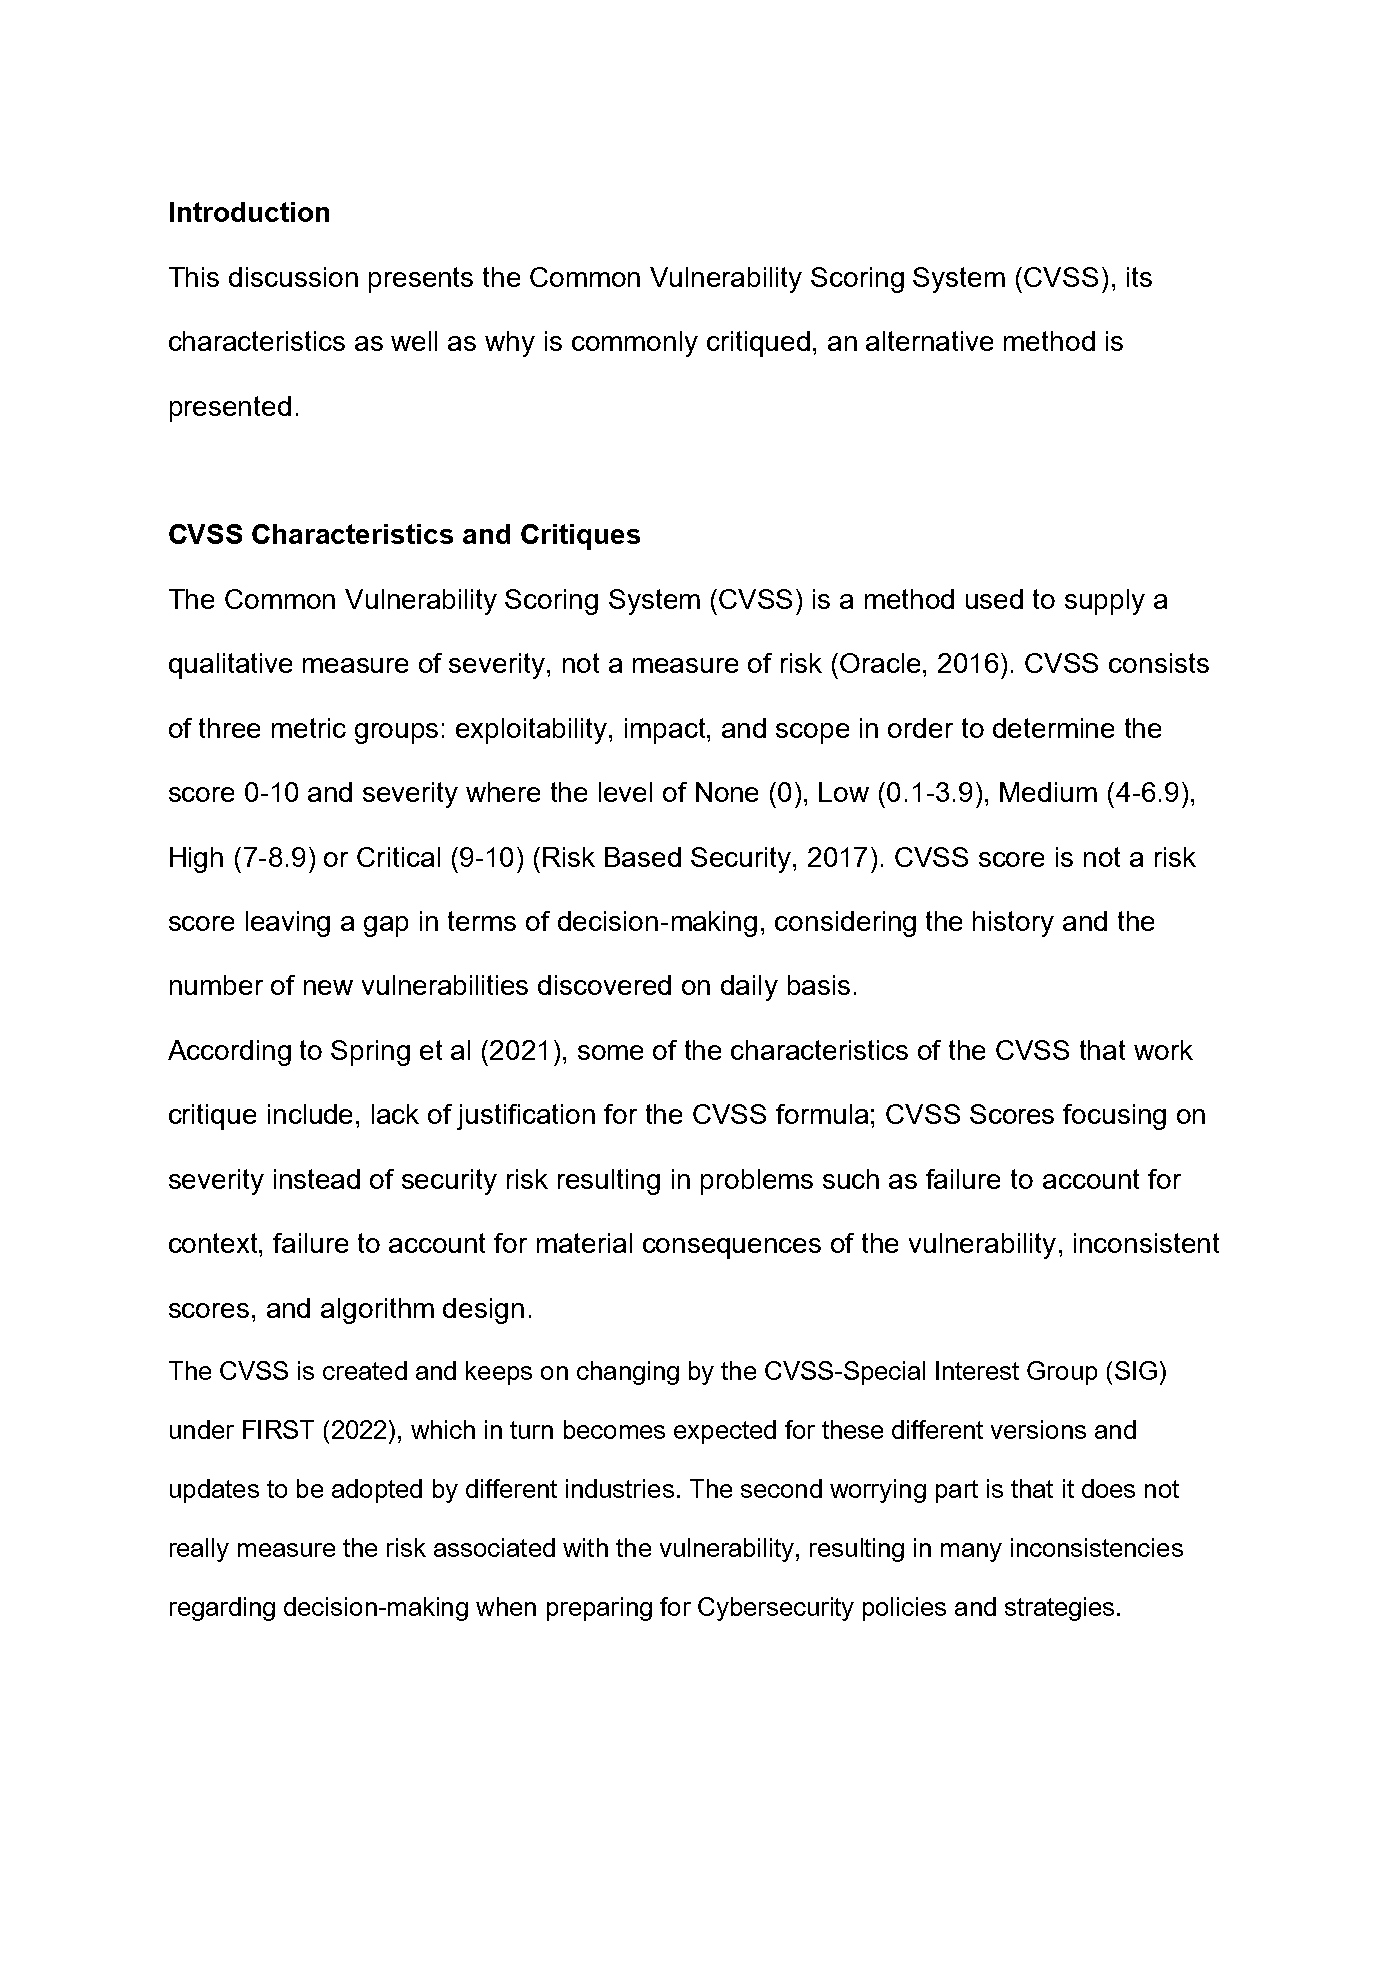 Introduction
This discussion presents the Common Vulnerability Scoring System (CVSS), its
characteristics as well as why is commonly critiqued, an alternative method is
presented.
CVSS Characteristics and Critiques
The Common Vulnerability Scoring System (CVSS) is a method used to supply a
qualitative measure of severity, not a measure of risk (Oracle, 2016). CVSS consists
of three metric groups: exploitability, impact, and scope in order to determine the
score 0-10 and severity where the level of None (0), Low (0.1-3.9), Medium (4-6.9),
High (7-8.9) or Critical (9-10) (Risk Based Security, 2017). CVSS score is not a risk
score leaving a gap in terms of decision-making, considering the history and the
number of new vulnerabilities discovered on daily basis.
According to Spring et al (2021), some of the characteristics of the CVSS that work
critique include, lack of justification for the CVSS formula; CVSS Scores focusing on
severity instead of security risk resulting in problems such as failure to account for
context, failure to account for material consequences of the vulnerability, inconsistent
scores, and algorithm design.
The CVSS is created and keeps on changing by the CVSS-Special Interest Group (SIG)
under FIRST (2022), which in turn becomes expected for these different versions and
updates to be adopted by different industries. The second worrying part is that it does not
really measure the risk associated with the vulnerability, resulting in many inconsistencies
regarding decision-making when preparing for Cybersecurity policies and strategies.